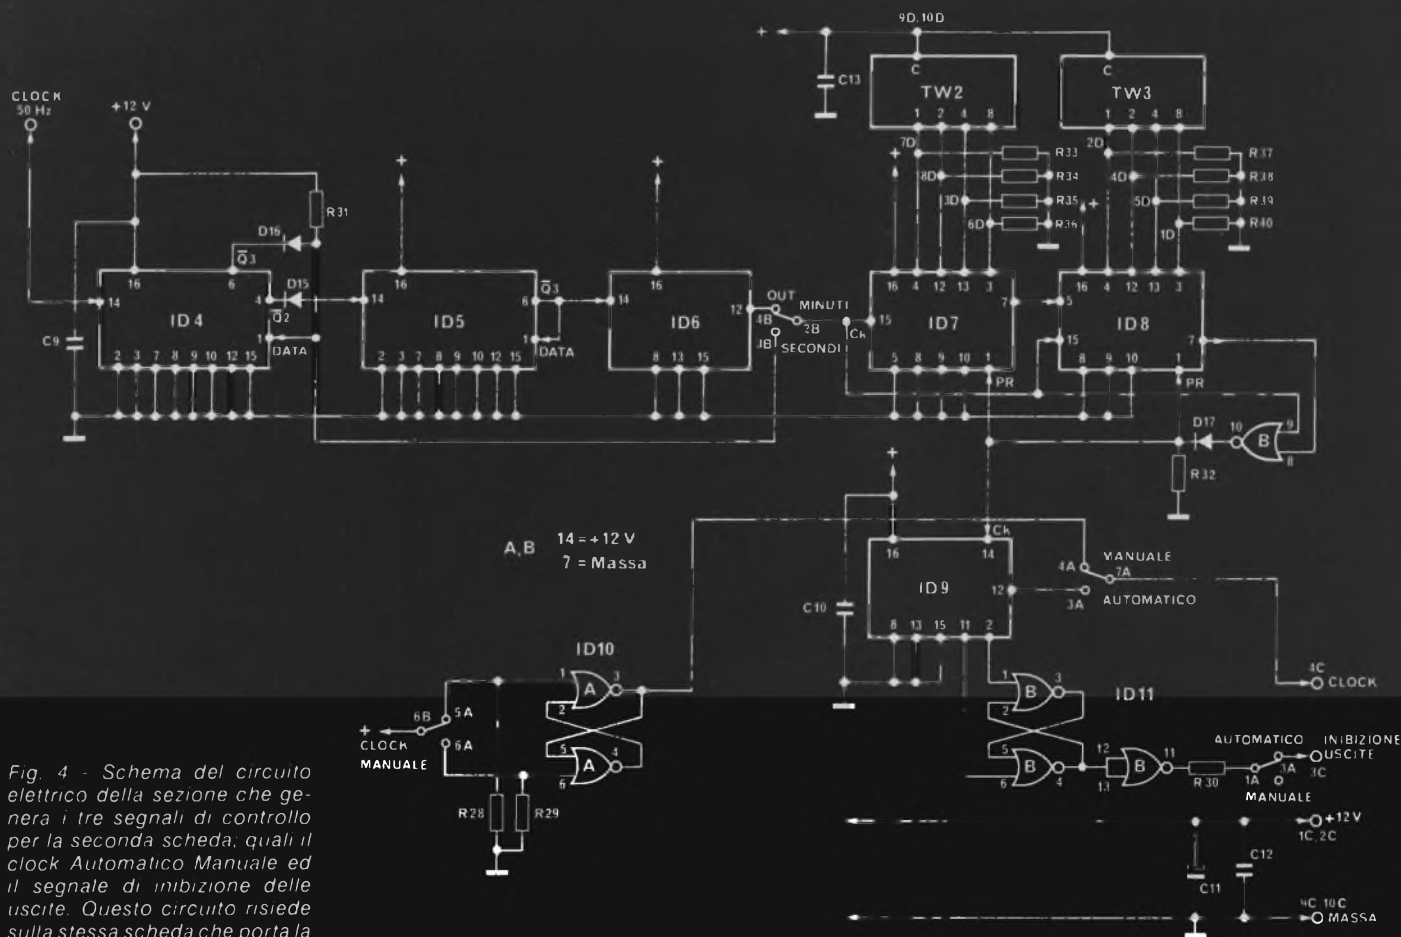 9D.10D
+
C
C
C13
TW2
TW3
1 2 4 8
1 2 4 8
CLOCK
50 Hz
+12 V
7D
R33
2D
R37
+
8D
R34
4D
R38
+
+
3D
R35
5D
R39
+
R31
6D
R36
1D
R40
D16
Q3
16
6
16
Q3
16
16 4 12 13 3
16 4 12 13 3
14
4
D15
14
6
14
12
OUT
MINUTI
7
5
ID4
Q2
ID5
ID6
4B
2B
15
ID7
ID8
C9
1
1
3B
SECONDI
CK
15
7
DATA
DATA
2 3 7 8 9 10 12 15
2 3 7 8 9 10 12 15
8 13 15
5 8 9 10 1
8 9 10 1
PR
PR
D17
10
B
9
8
R32
+
A,B 14 = +12 V
7 = Massa
CK
16
14
MANUALE
4A
7A
ID9
12
3A
AUTOMATICO
C10
8 13 15 11 2
ID10
4C
CLOCK
1
A
3
2
1
B
3
ID11
2
6B
5A
+
CLOCK
MANUALE
6A
5
A
4
6
5
B
4
6
12
B
11
13
R30
AUTOMATICO
INIBIZIONE
USCITE
1A
3A
3C
MANUALE
R28
R29
+12V
1C, 2C
C11
C12
9C 10C
MASSA
Fig. 4 - Schema del circuito
elettrico della sezione che ge-
nera i tre segnali di controllo
per la seconda scheda; quali il
clock Automatico Manuale ed
il segnale di inibizione delle
uscite. Questo circuito risiede
sulla stessa scheda che porta la